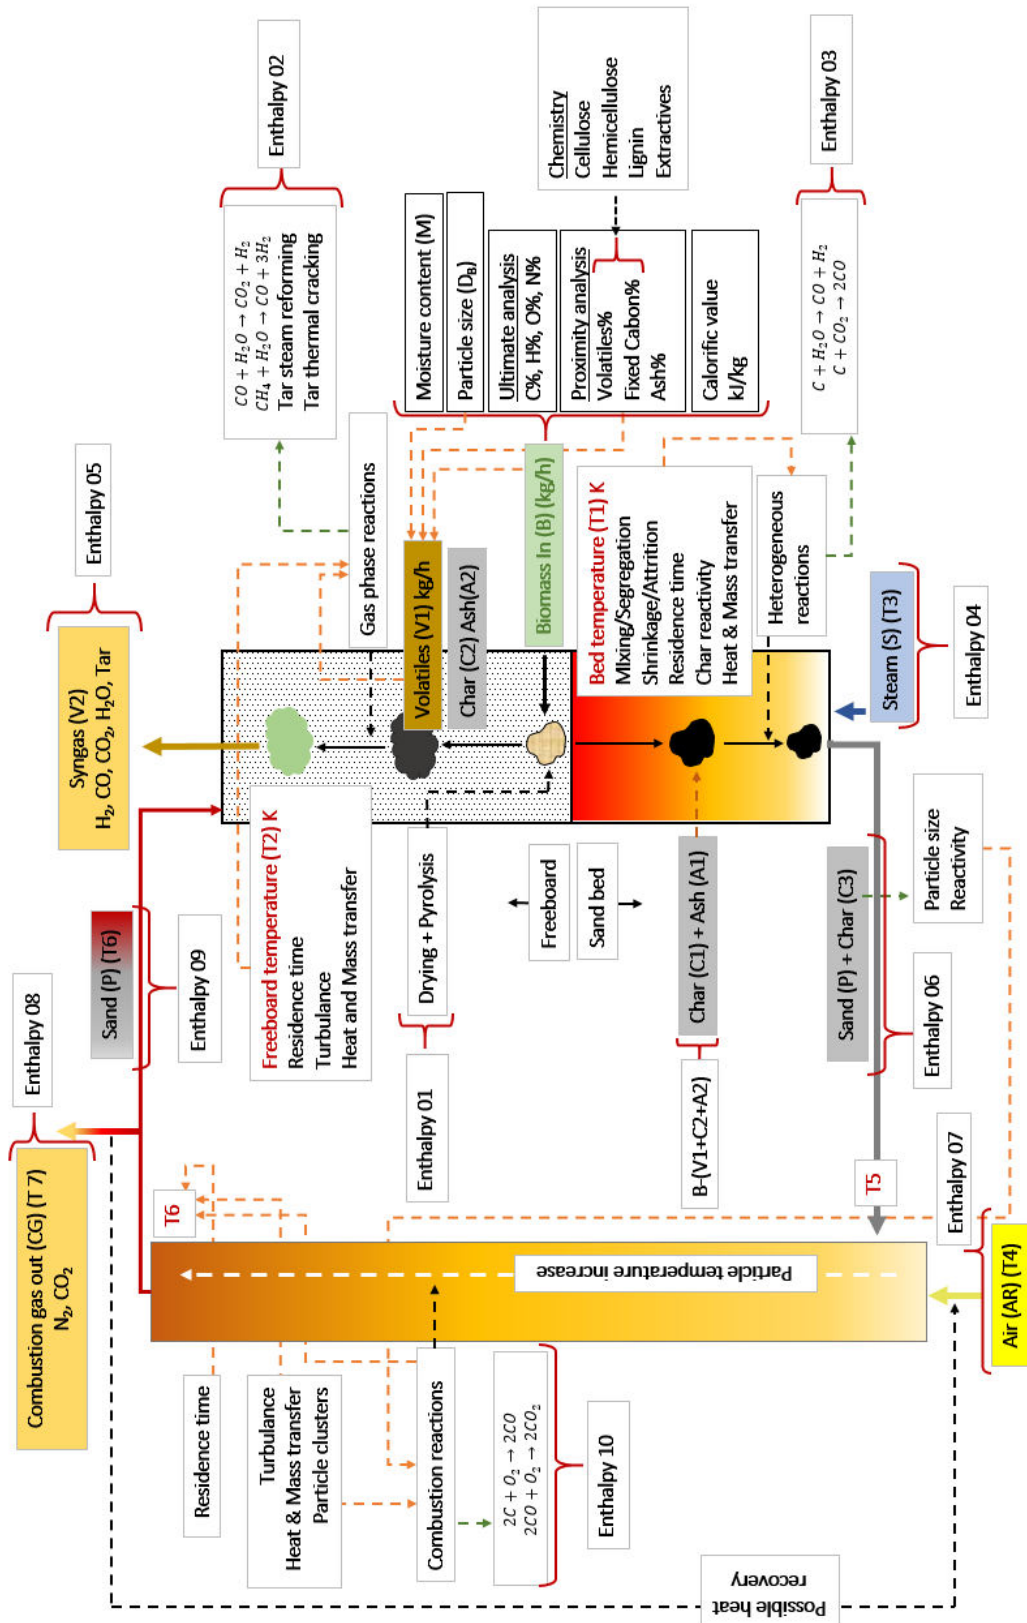 Combustion gas out (CG) (T 7)
N₂, CO₂
Enthalpy 08
Sand (P) (T6)
Enthalpy 09
Syngas (V2)
H₂, CO, CO₂, H₂O, Tar
Enthalpy 05
Enthalpy 02
CO + H₂O → CO₂ + H₂
CH₄ + H₂O → CO + 3H₂
Tar steam reforming
Tar thermal cracking
Gas phase reactions
T6
Residence time
Turbulance
Heat & Mass transfer
Particle clusters
Combustion reactions
2C + O₂ → 2CO
2CO + O₂ → 2CO₂
Enthalpy 10
Possible heat
recovery
Particle temperature increase
Freeboard temperature (T2) K
Residence time
Turbulance
Heat and Mass transfer
Drying + Pyrolysis
Enthalpy 01
Freeboard
Sand bed
Char (C1) + Ash (A1)
B-(V1+C2+A2)
Volatiles (V1) kg/h
Char (C2) Ash(A2)
Biomass In (B) (kg/h)
Moisture content (M)
Particle size (D_B)
Ultimate analysis
C%, H%, O%, N%
Proximity analysis
Volatiles%
Fixed Cabon%
Ash%
Calorific value
kJ/kg
Chemistry
Cellulose
Hemicellulose
Lignin
Extractives
Bed temperature (T1) K
Mixing/Segregation
Shrinkage/Attrition
Residence time
Char reactivity
Heat & Mass transfer
Heterogeneous
reactions
C + H₂O → CO + H₂
C + CO₂ → 2CO
Enthalpy 03
Steam (S) (T3)
Enthalpy 04
Sand (P) + Char (C3)
Particle size
Reactivity
Enthalpy 06
T5
Enthalpy 07
Air (AR) (T4)